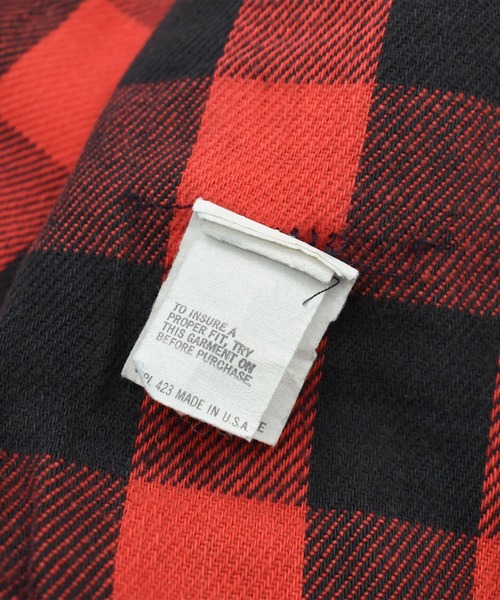 TO INSURE A
PROPER FIT, TRY
THIS GARMENT ON
BEFORE PURCHASE.
PL 423 MADE IN U.S.A. E